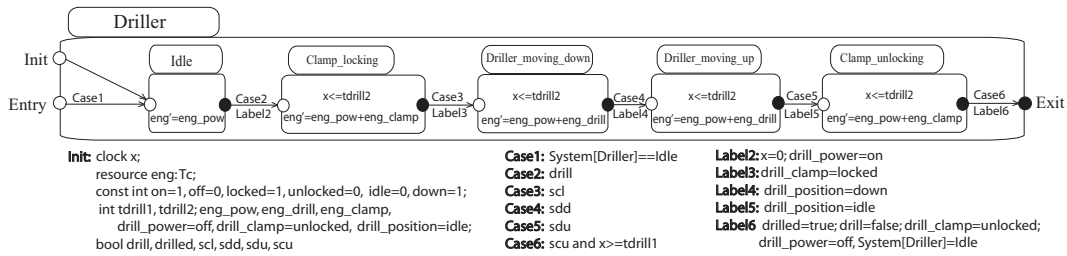 Driller
Init
Entry
Exit
Idle
Clamp_locking
Driller_moving_down
Driller_moving_up
Clamp_unlocking
Case1
eng'=eng_pow
Case2
Label2
x<=tdrill2
eng'=eng_pow+eng_clamp
Case3
Label3
x<=tdrill2
eng'=eng_pow+eng_drill
Case4
Label4
x<=tdrill2
eng'=eng_pow+eng_drill
Case5
Label5
x<=tdrill2
eng'=eng_pow+eng_clamp
Case6
Label6
Init: clock x;
resource eng:Tc;
const int on=1, off=0, locked=1, unlocked=0, idle=0, down=1;
int tdrill1, tdrill2; eng_pow, eng_drill, eng_clamp,
drill_power=off, drill_clamp=unlocked, drill_position=idle;
bool drill, drilled, scl, sdd, sdu, scu
Case1: System[Driller]==Idle
Case2: drill
Case3: scl
Case4: sdd
Case5: sdu
Case6: scu and x>=tdrill1
Label2: x=0; drill_power=on
Label3: drill_clamp=locked
Label4: drill_position=down
Label5: drill_position=idle
Label6 drilled=true; drill=false; drill_clamp=unlocked;
drill_power=off, System[Driller]=Idle